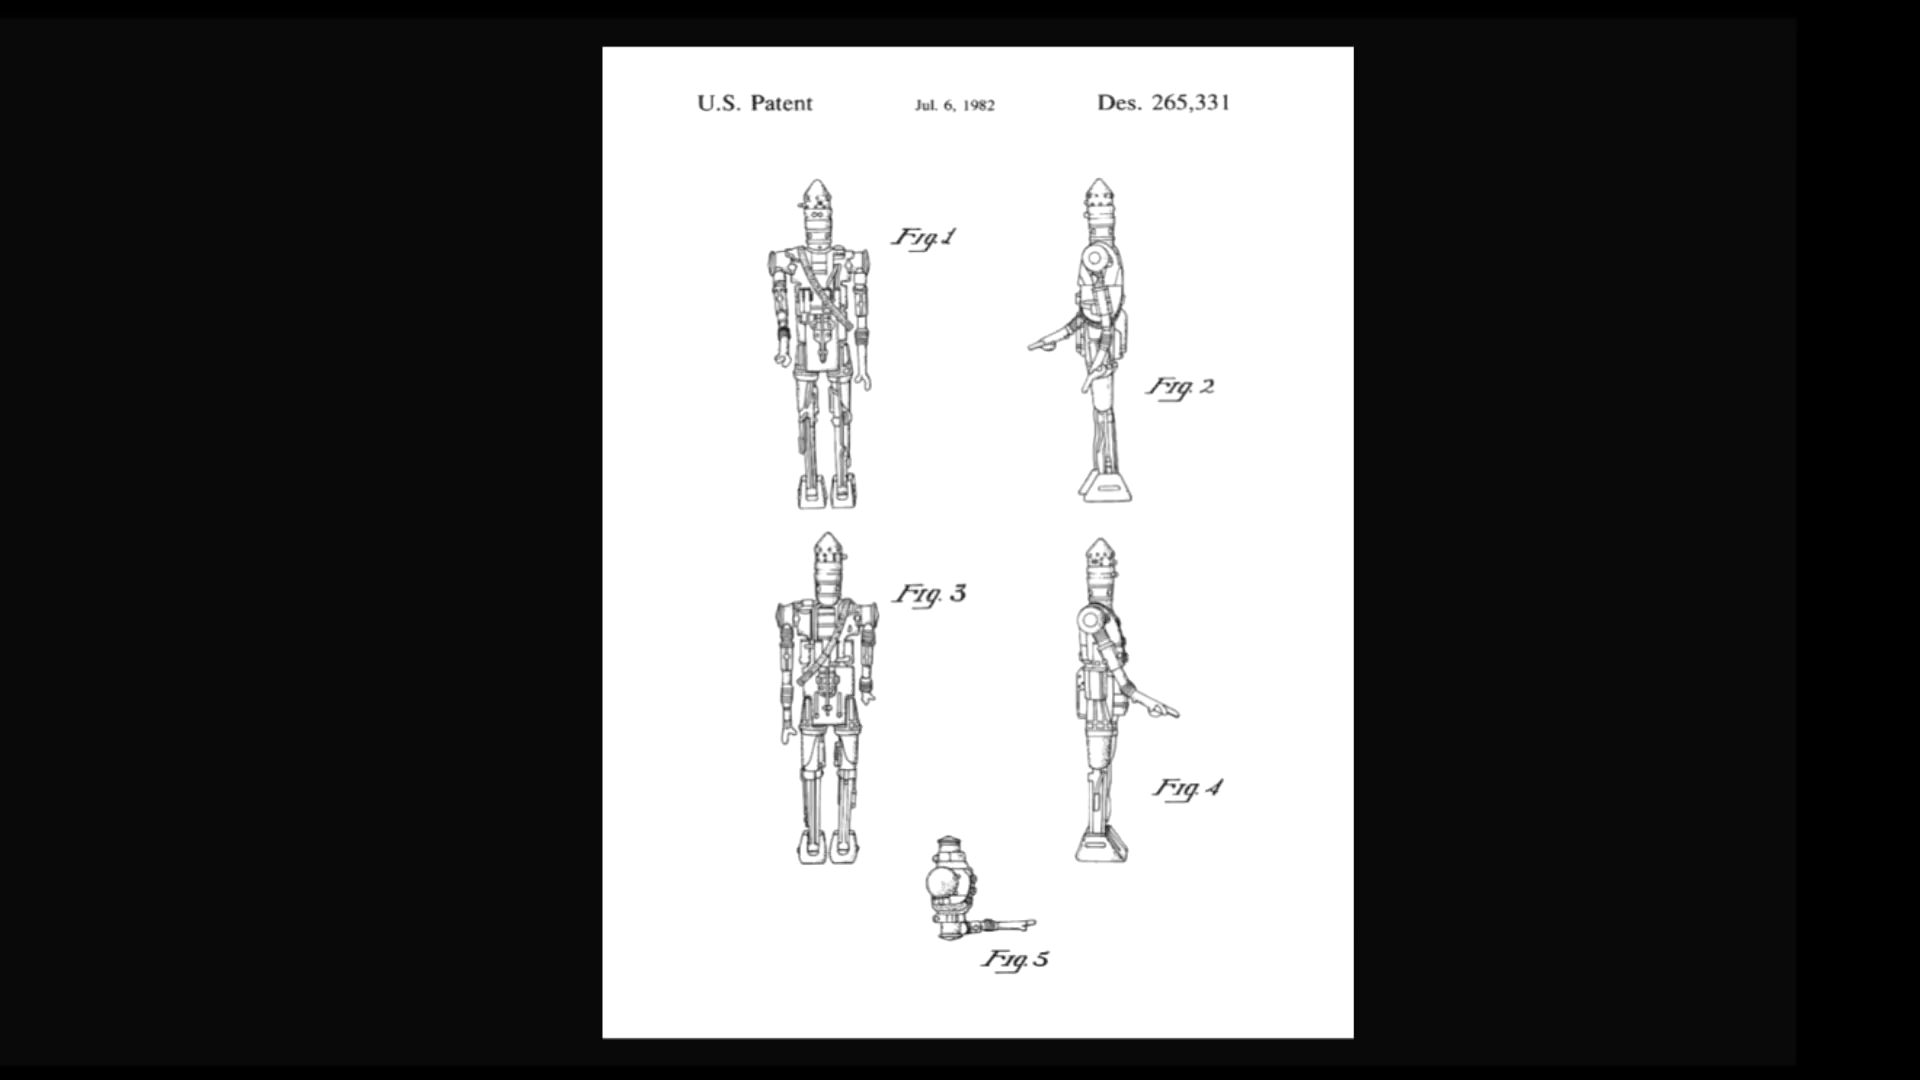 U.S. Patent Jul. 6, 1982 Des. 265,331
Fig. 1
Fig. 2
Fig. 3
Fig. 4
Fig. 5